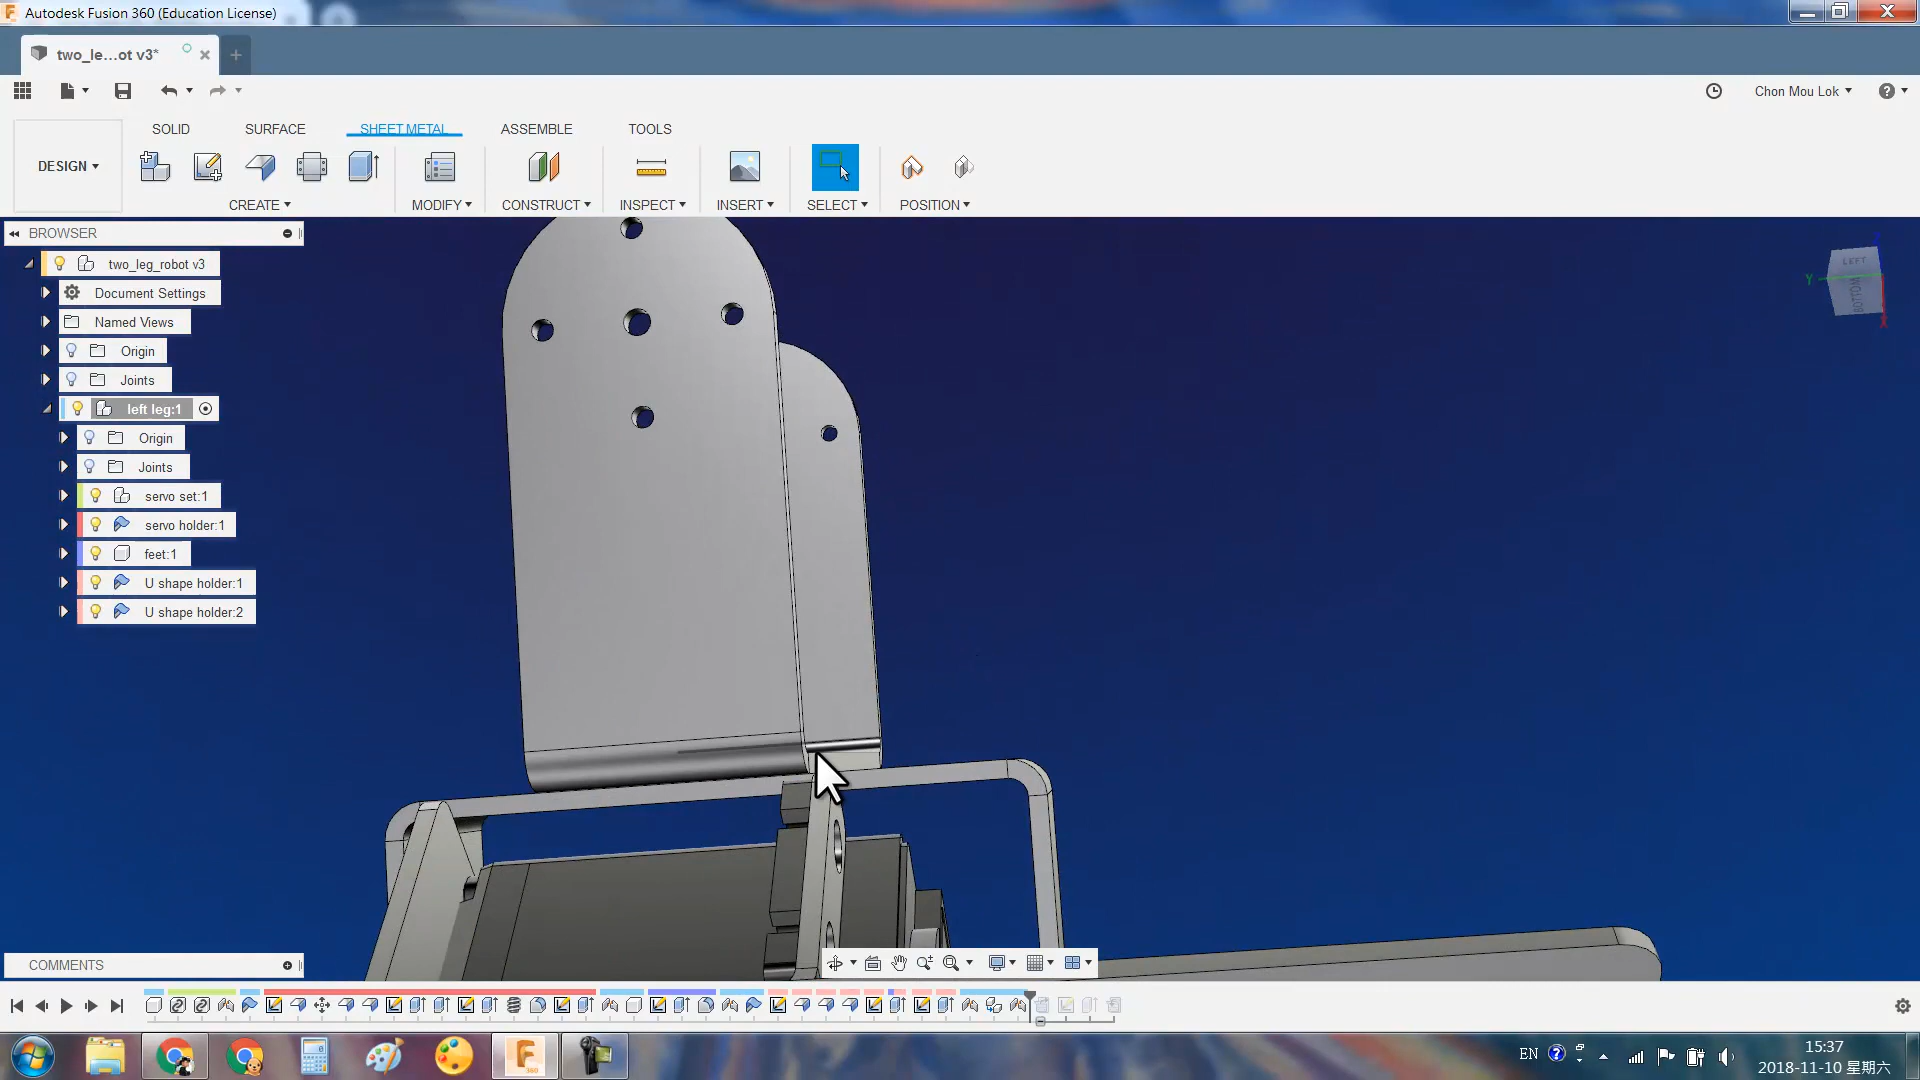 Autodesk Fusion 360 (Education License)
two_le...ot v3*
Chon Mou Lok
DESIGN
SOLID
SURFACE
SHEET METAL
ASSEMBLE
TOOLS
CREATE
MODIFY
CONSTRUCT
INSPECT
INSERT
SELECT
POSITION
BROWSER
two_leg_robot v3
Document Settings
Named Views
Origin
Joints
left leg:1
Origin
Joints
servo set:1
servo holder:1
feet:1
U shape holder:1
U shape holder:2
LEFT
BOTTOM
Y
Z
X
COMMENTS
360
EN
15:37
2018-11-10 星期六